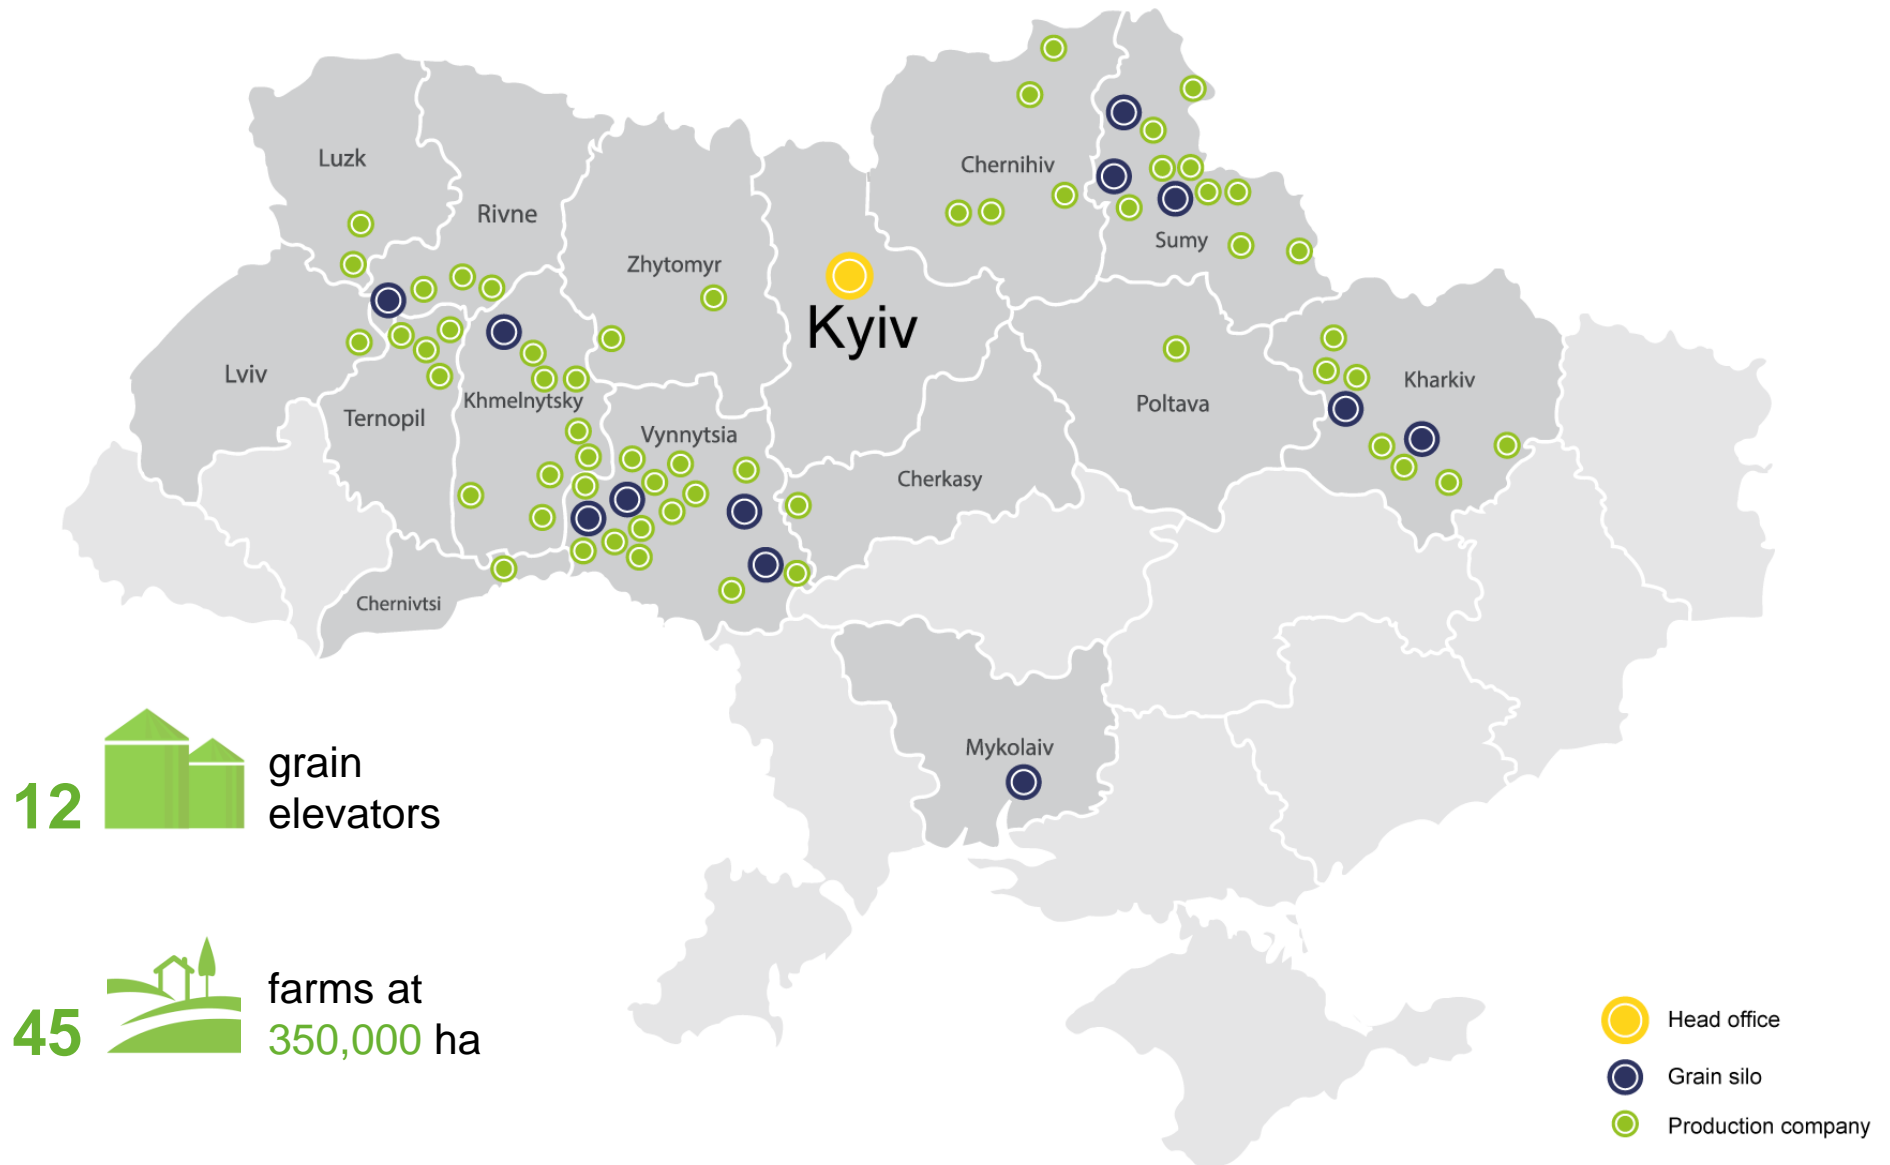 Luzk
Rivne
Chernihiv
Sumy
Zhytomyr
Kyiv
Lviv
Ternopil
Khmelnytsky
Vynnytsia
Cherkasy
Poltava
Kharkiv
Chernivtsi
Mykolaiv
12
grain
elevators
45
farms at
350,000 ha
Head office
Grain silo
Production company